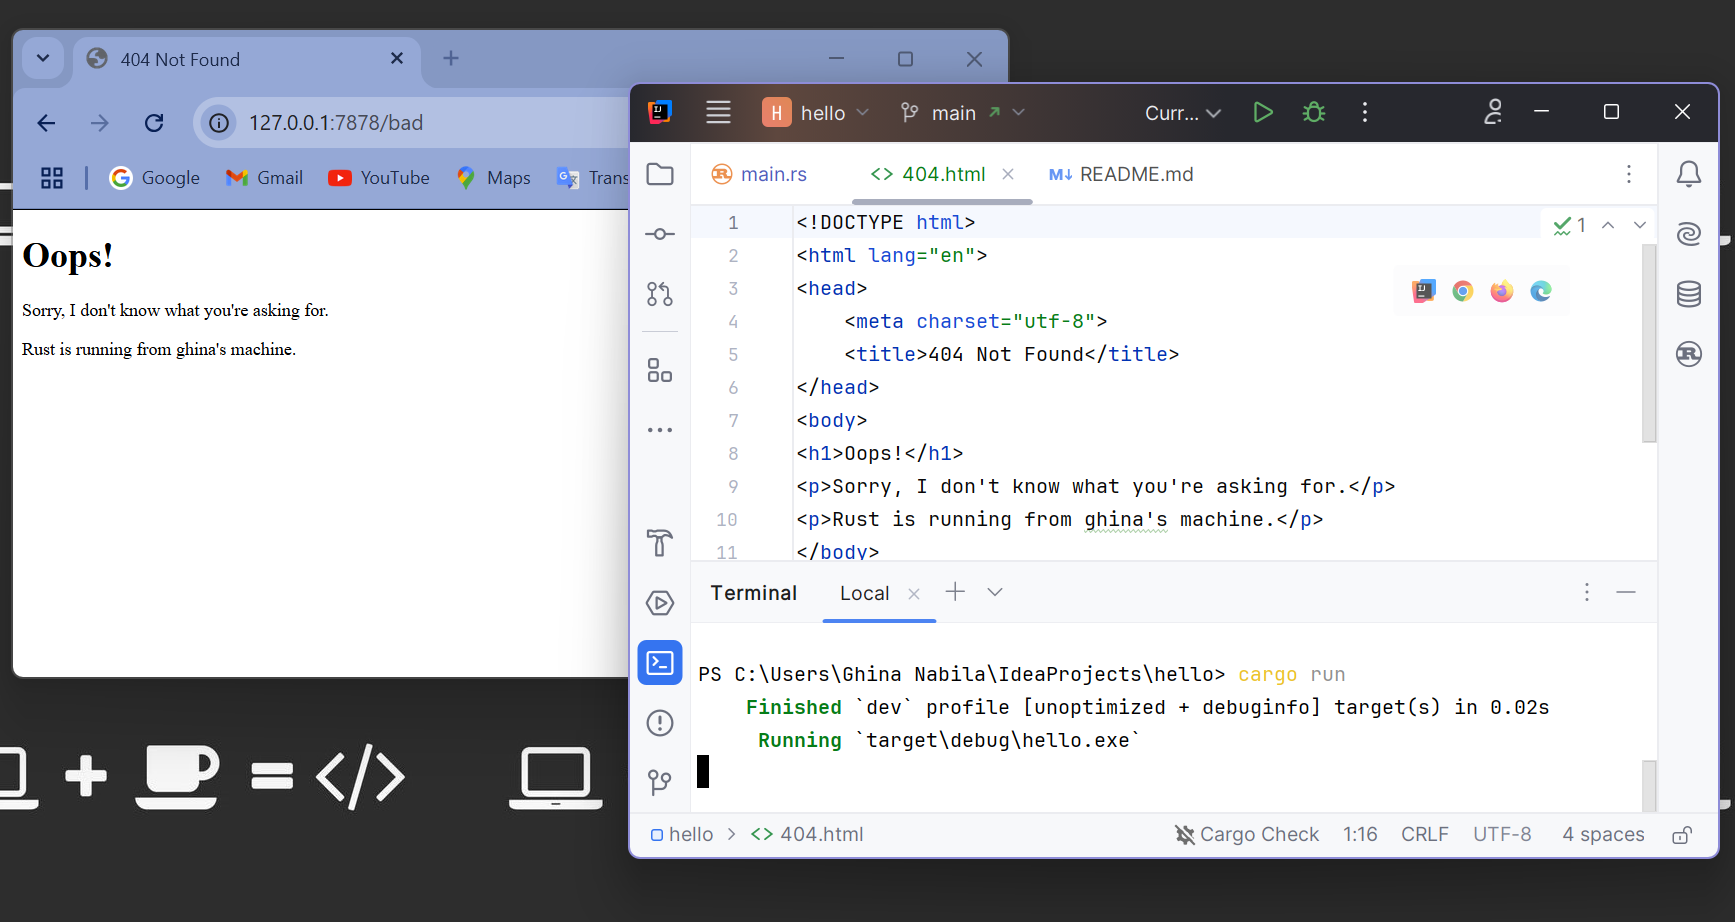 404 Not Found
127.0.0.1:7878/bad
Google Gmail YouTube Maps Trans
Oops!
Sorry, I don't know what you're asking for.
Rust is running from ghina's machine.
H hello main Curr...
main.rs 404.html M↓ README.md
1 <!DOCTYPE html>
2 <html lang="en">
3 <head>
4 <meta charset="utf-8">
5 <title>404 Not Found</title>
6 </head>
7 <body>
8 <h1>Oops!</h1>
9 <p>Sorry, I don't know what you're asking for.</p>
10 <p>Rust is running from ghina's machine.</p>
11 </body>
1
Terminal Local
PS C:\Users\Ghina Nabila\IdeaProjects\hello> cargo run
Finished `dev` profile [unoptimized + debuginfo] target(s) in 0.02s
Running `target\debug\hello.exe`
hello > <> 404.html Cargo Check 1:16 CRLF UTF-8 4 spaces